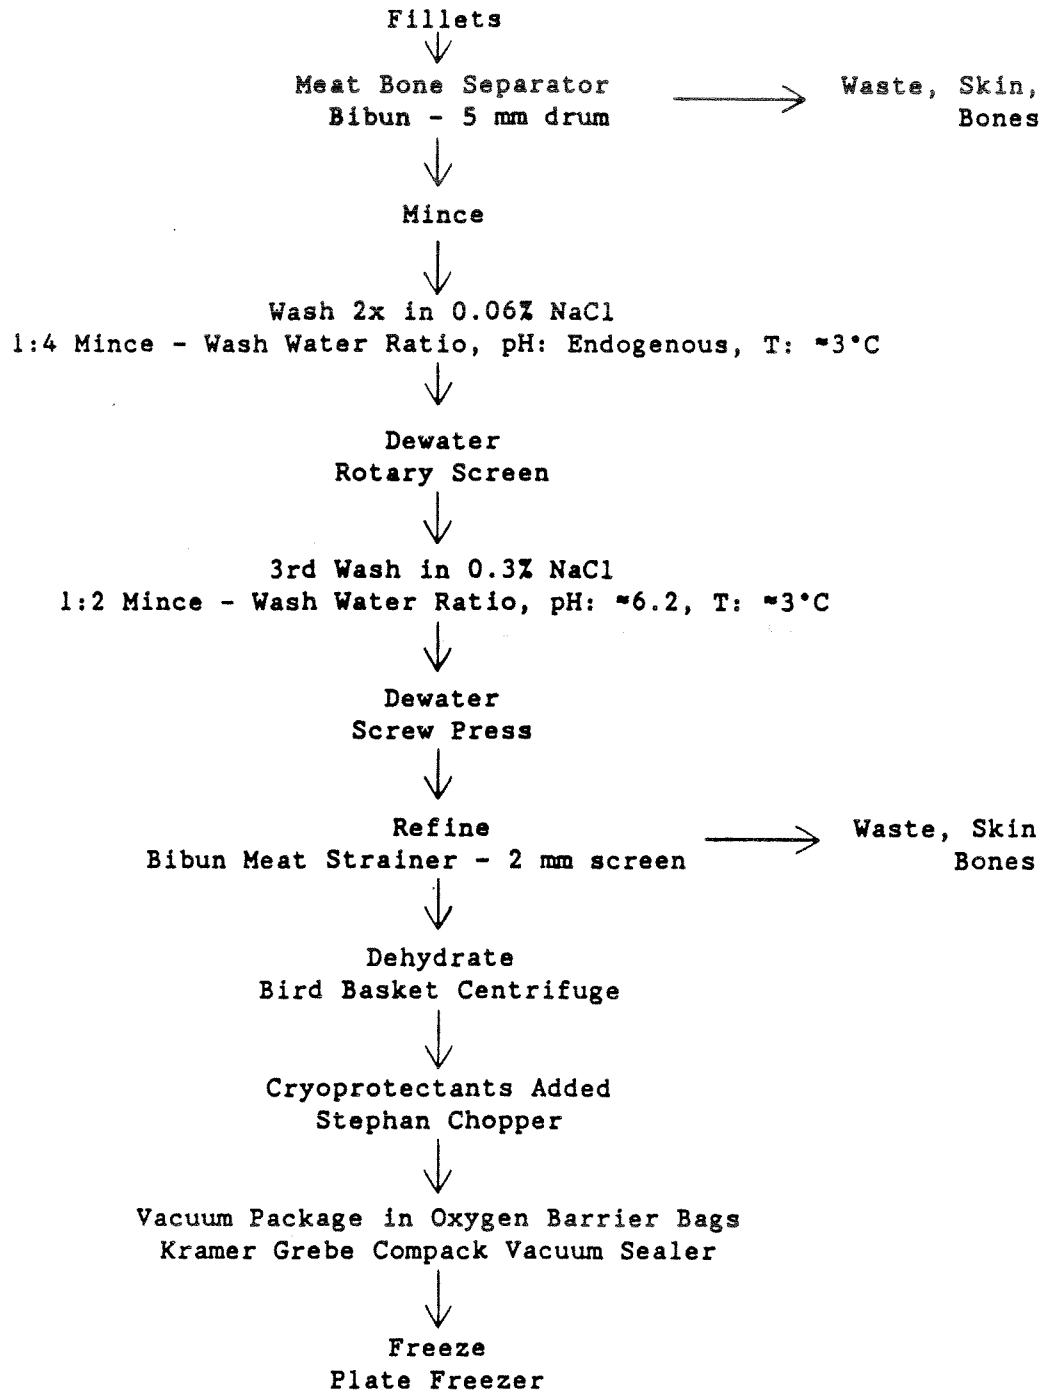 Fillets
Meat Bone Separator
Bibun - 5 mm drum
Waste, Skin,
Bones
Mince
Wash 2x in 0.06% NaCl
1:4 Mince - Wash Water Ratio, pH: Endogenous, T: ≈3°C
Dewater
Rotary Screen
3rd Wash in 0.3% NaCl
1:2 Mince - Wash Water Ratio, pH: ≈6.2, T: ≈3°C
Dewater
Screw Press
Refine
Bibun Meat Strainer - 2 mm screen
Waste, Skin
Bones
Dehydrate
Bird Basket Centrifuge
Cryoprotectants Added
Stephan Chopper
Vacuum Package in Oxygen Barrier Bags
Kramer Grebe Compack Vacuum Sealer
Freeze
Plate Freezer